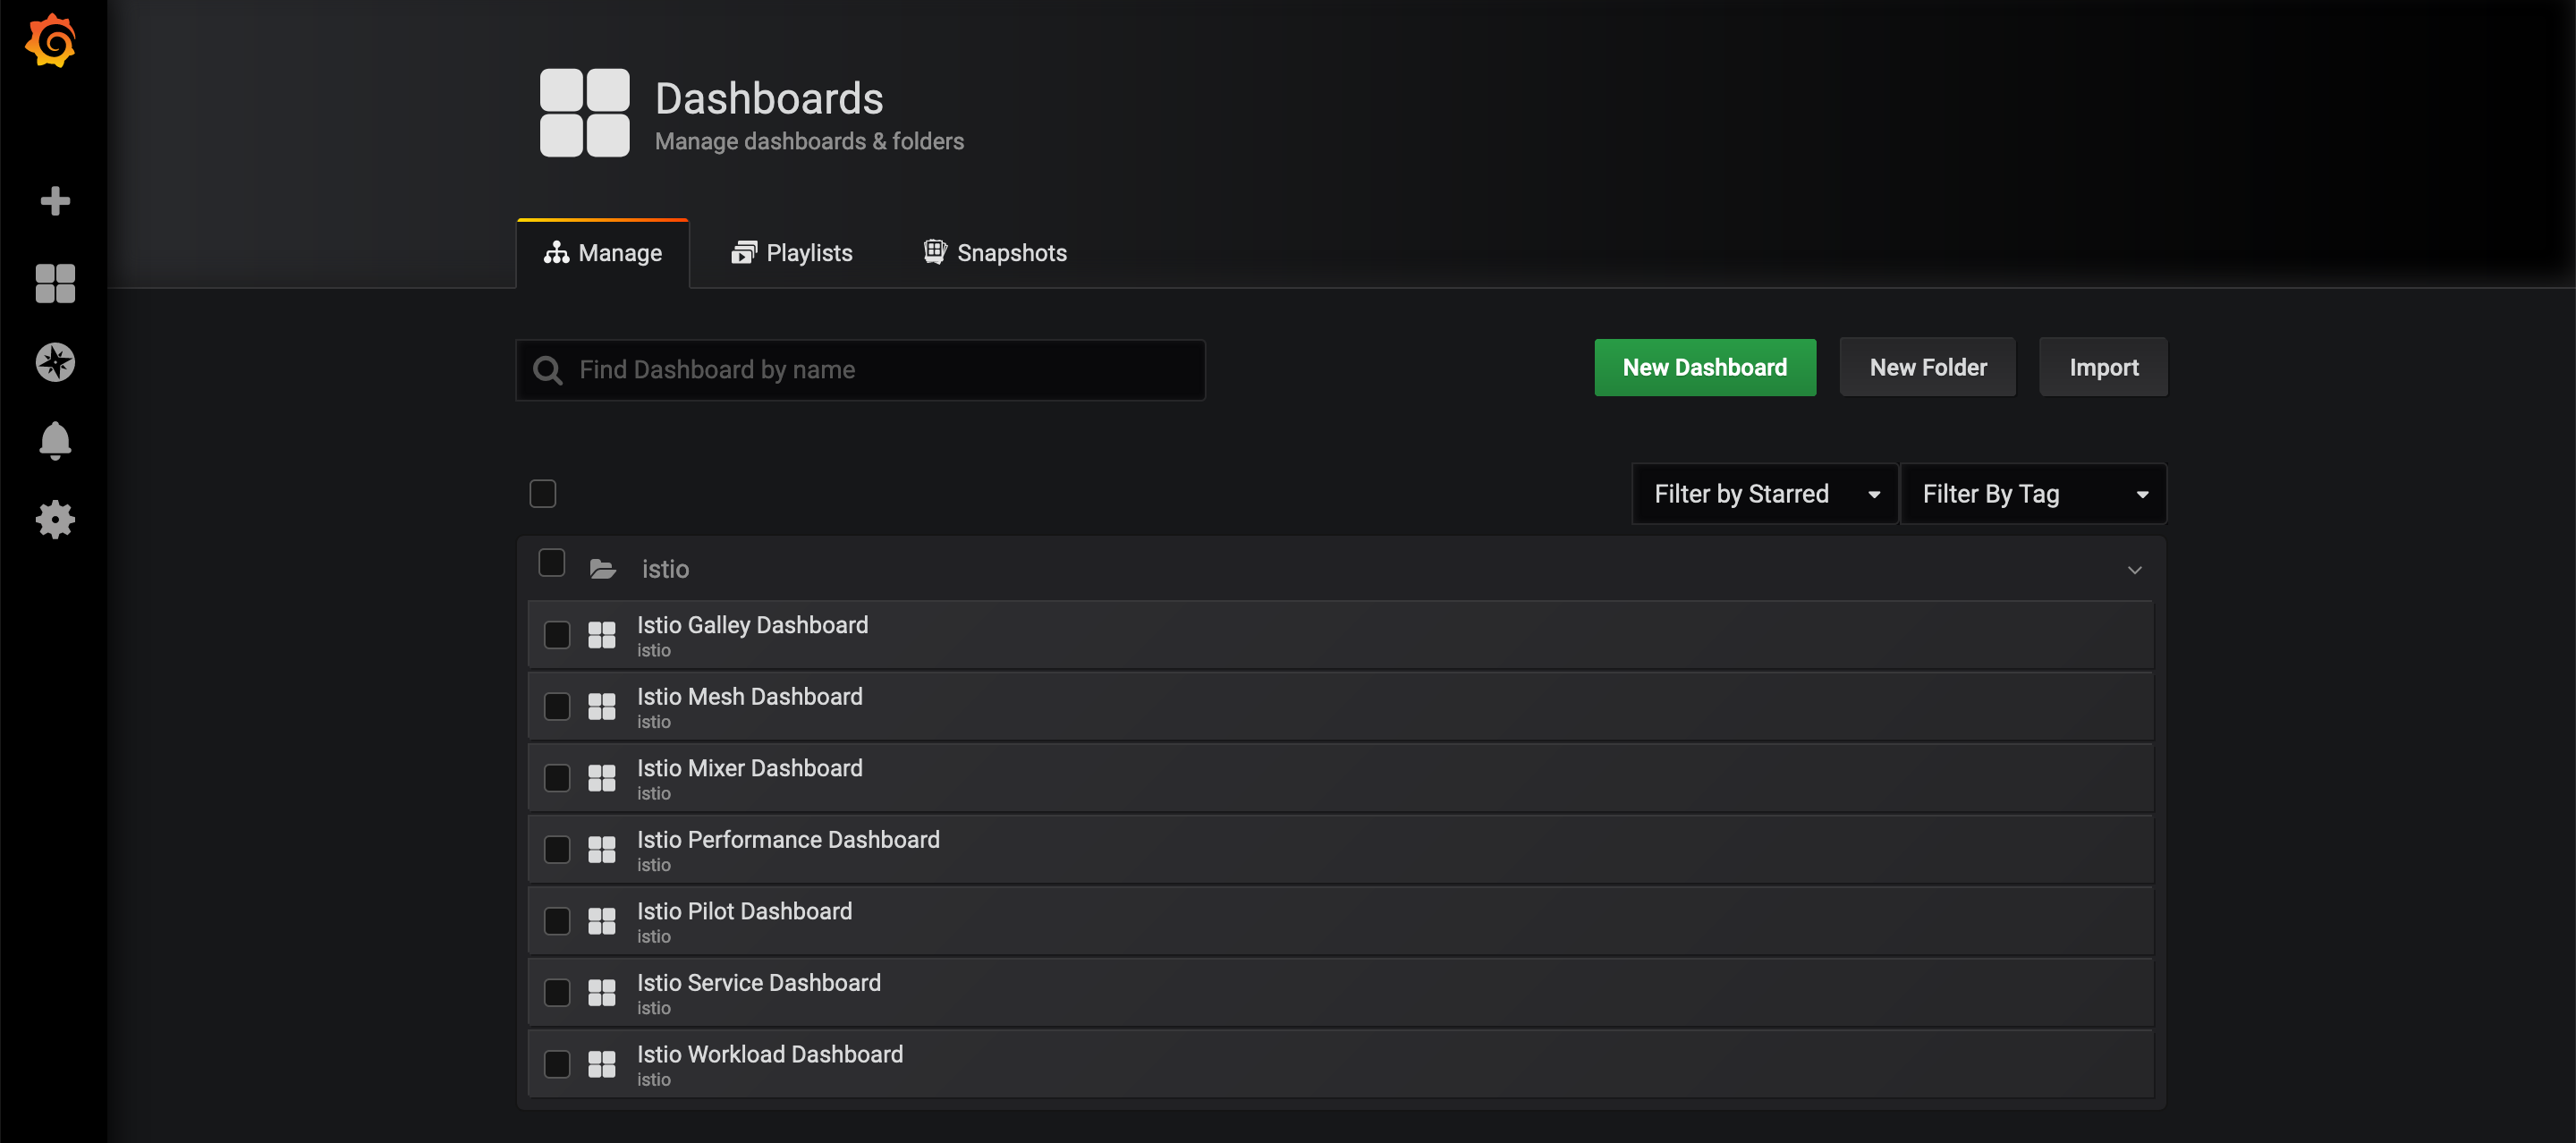 Dashboards
Manage dashboards & folders
Manage
Playlists
Snapshots
Find Dashboard by name
New Dashboard
New Folder
Import
Filter by Starred
Filter By Tag
istio
Istio Galley Dashboard
istio
Istio Mesh Dashboard
istio
Istio Mixer Dashboard
istio
Istio Performance Dashboard
istio
Istio Pilot Dashboard
istio
Istio Service Dashboard
istio
Istio Workload Dashboard
istio